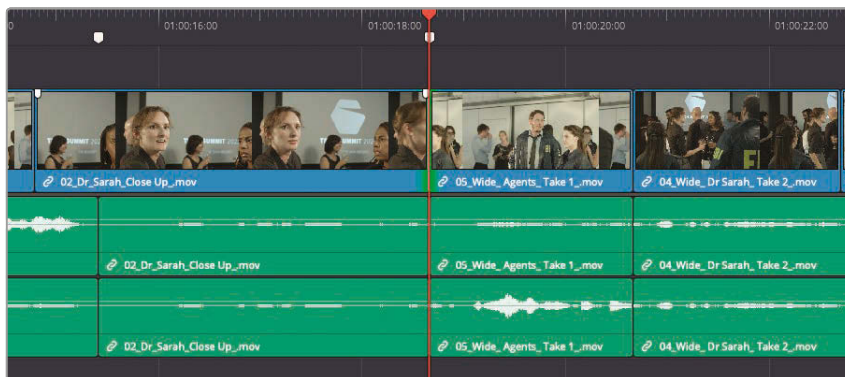 0
01:00:16:00
01:00:18:00
01:00:20:00
01:00:22:00
02_Dr_Sarah_Close Up_.mov
05_Wide_ Agents_ Take 1_.mov
04_Wide_ Dr Sarah_ Take 2_.mov
02_Dr_Sarah_Close Up_.mov
05_Wide_ Agents_ Take 1_.mov
04_Wide_ Dr Sarah_ Take 2_.mov
02_Dr_Sarah_Close Up_.mov
05_Wide_ Agents_ Take 1_.mov
04_Wide_ Dr Sarah_ Take 2_.mov